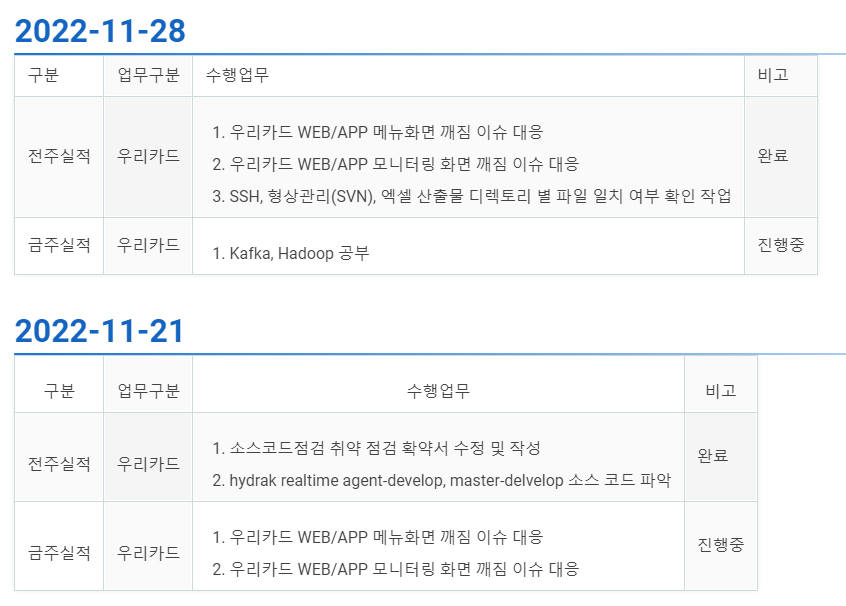 2022-11-28
구분 업무구분 수행업무 비고
전주실적 우리카드 1. 우리카드 WEB/APP 메뉴화면 깨짐 이슈 대응
2. 우리카드 WEB/APP 모니터링 화면 깨짐 이슈 대응
3. SSH, 형상관리(SVN), 엑셀 산출물 디렉토리 별 파일 일치 여부 확인 작업
완료
금주실적 우리카드 1. Kafka, Hadoop 공부 진행중
2022-11-21
구분 업무구분 수행업무 비고
전주실적 우리카드 1. 소스코드점검 취약 점검 확약서 수정 및 작성
2. hydrak realtime agent-develop, master-delvelop 소스 코드 파악
완료
금주실적 우리카드 1. 우리카드 WEB/APP 메뉴화면 깨짐 이슈 대응
2. 우리카드 WEB/APP 모니터링 화면 깨짐 이슈 대응
진행중